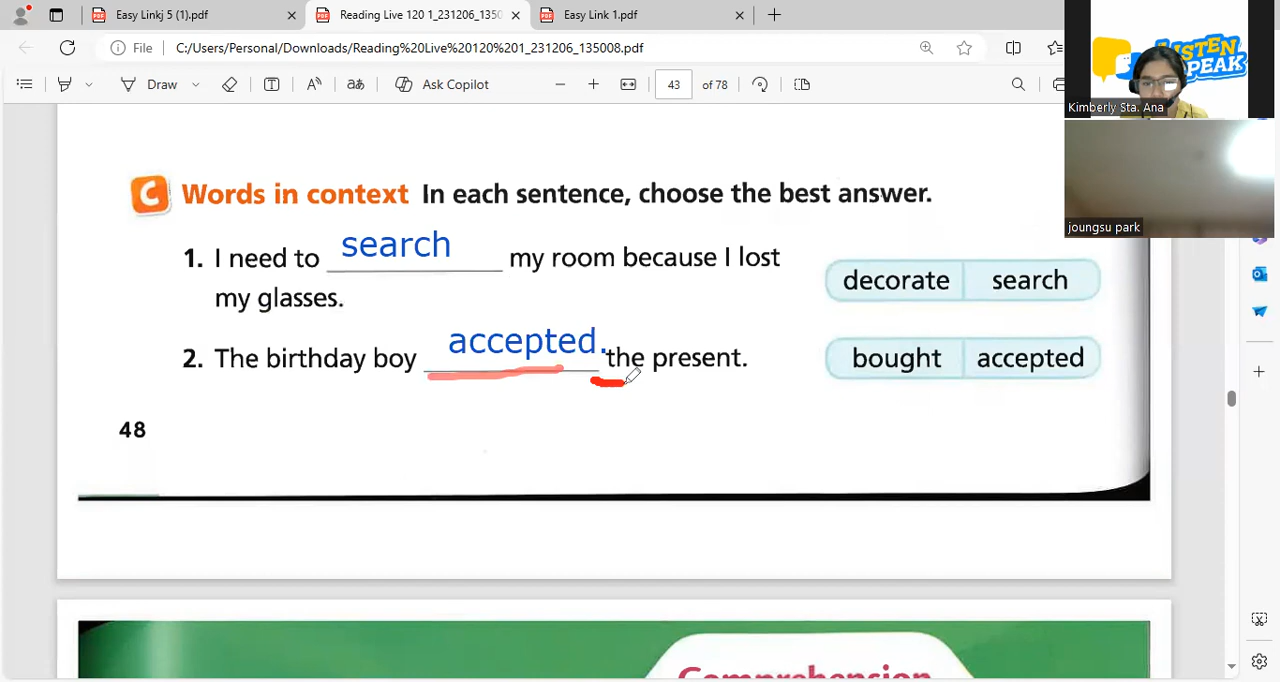 Easy Linkj 5 (1).pdf
Reading Live 120 1_231206_1350
Easy Link 1.pdf
File
C:/Users/Personal/Downloads/Reading%20Live%20120%201_231206_135008.pdf
Draw
aあ
Ask Copilot
43 of 78
LISTEN
SPEAK
Kimberly Sta. Ana
joungsu park
C Words in context In each sentence, choose the best answer.
1. I need to search my room because I lost
my glasses.
decorate search
2. The birthday boy accepted. the present.
bought accepted
48
Comprehension